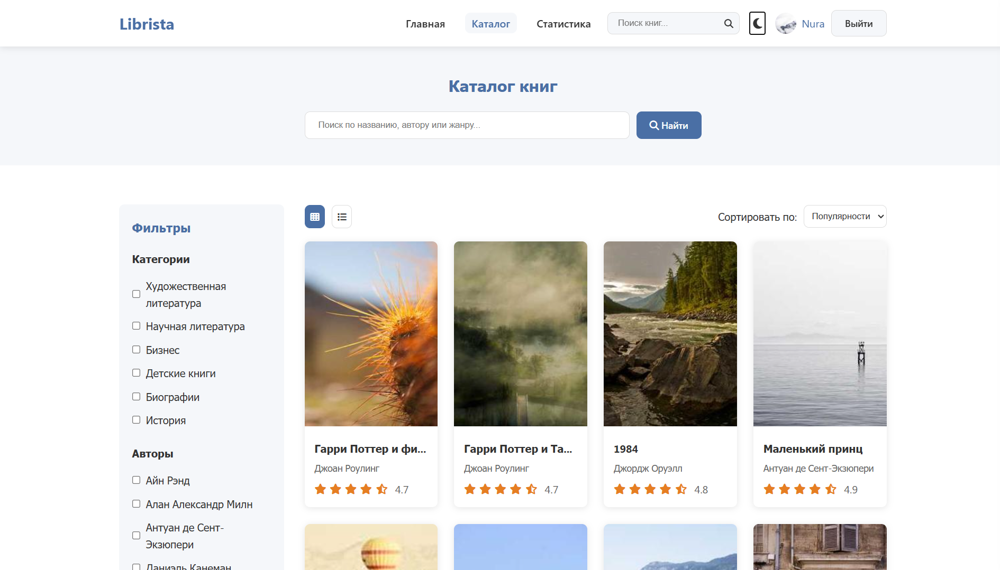 Librista
Главная
Каталог
Статистика
Поиск книг...
Nura
Выйти
Каталог книг
Поиск по названию, автору или жанру...
Найти
Фильтры
Категории
Художественная
литература
Научная литература
Бизнес
Детские книги
Биографии
История
Авторы
Айн Рэнд
Алан Александр Милн
Антуан де Сент-
Экзюпери
Даниэль Канеман
Сортировать по:
Популярности
Гарри Поттер и фи...
Джоан Роулинг
4.7
Гарри Поттер и Та...
Джоан Роулинг
4.7
1984
Джордж Оруэлл
4.8
Маленький принц
Антуан де Сент-Экзюпери
4.9